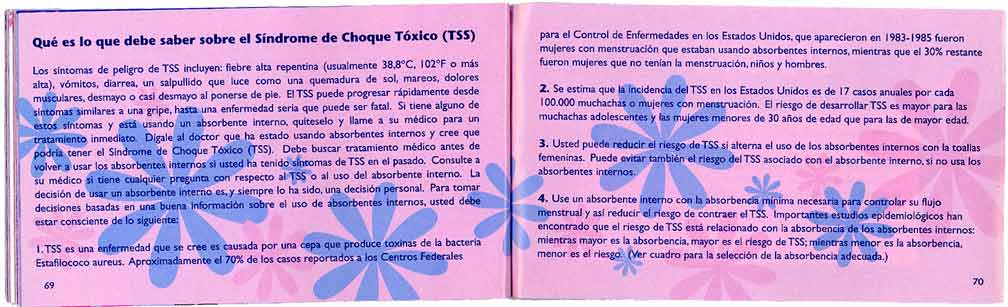 Qué es lo que debe saber sobre el Síndrome de Choque Tóxico (TSS)
Los síntomas de peligro de TSS incluyen: fiebre alta repentina (usualmente 38,8°C, 102°F o más
alta), vómitos, diarrea, un salpullido que luce como una quemadura de sol, mareos, dolores
musculares, desmayo o casi desmayo al ponerse de pie. El TSS puede progresar rápidamente desde
síntomas similares a una gripe, hasta una enfermedad seria que puede ser fatal. Si tiene alguno de
estos síntomas y está usando un absorbente interno, quíteselo y llame a su médico para un
tratamiento inmediato. Dígale al doctor que ha estado usando absorbentes internos y cree que
podría tener el Síndrome de Choque Tóxico (TSS). Debe buscar tratamiento médico antes de
volver a usar los absorbentes internos si usted ha tenido síntomas de TSS en el pasado. Consulte a
su médico si tiene cualquier pregunta con respecto al TSS o al uso del absorbente interno. La
decisión de usar un absorbente interno es, y siempre lo ha sido, una decisión personal. Para tomar
decisiones basadas en una buena información sobre el uso de absorbentes internos, usted debe
estar consciente de lo siguiente:
1. TSS es una enfermedad que se cree es causada por una cepa que produce toxinas de la bacteria
Estafilococo aureus. Aproximadamente el 70% de los casos reportados a los Centros Federales
69
para el Control de Enfermedades en los Estados Unidos, que aparecieron en 1983-1985 fueron
mujeres con menstruación que estaban usando absorbentes internos, mientras que el 30% restante
fueron mujeres que no tenían la menstruación, niños y hombres.
2. Se estima que la incidencia del TSS en los Estados Unidos es de 17 casos anuales por cada
100.000 muchachas o mujeres con menstruación. El riesgo de desarrollar TSS es mayor para las
muchachas adolescentes y las mujeres menores de 30 años de edad que para las de mayor edad.
3. Usted puede reducir el riesgo de TSS si alterna el uso de los absorbentes internos con la toallas
femeninas. Puede evitar también el riesgo del TSS asociado con el absorbente interno, si no usa los
absorbentes internos.
4. Use un absorbente interno con la absorbencia mínima necesaria para controlar su flujo
menstrual y así reducir el riesgo de contraer el TSS. Importantes estudios epidemiológicos han
encontrado que el riesgo de TSS está relacionado con la absorbencia de los absorbentes internos:
mientras mayor es la absorbencia, mayor es el riesgo de TSS; mientras menor es la absorbencia,
menor es el riesgo. (Ver cuadro para la selección de la absorbencia adecuada.)
70